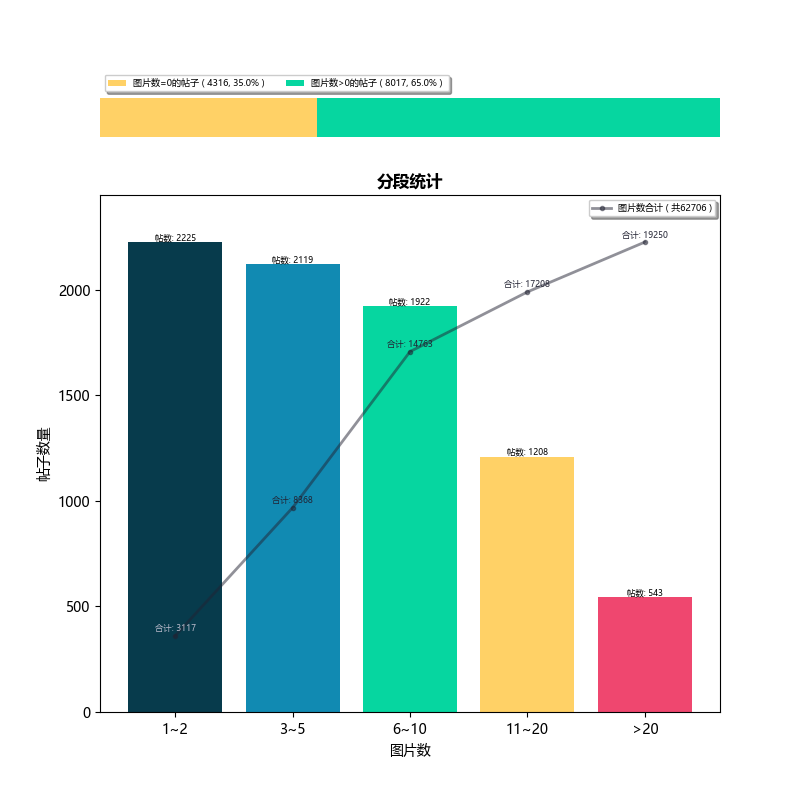 图片数=0的帖子 ( 4316, 35.0% )
图片数>0的帖子 ( 8017, 65.0% )
分段统计
图片数合计 ( 共62706 )
合计: 19250
帖数: 2225
帖数: 2119
合计: 17208
帖数: 1922
2000
合计: 14763
1500
帖子数量
帖数: 1208
合计: 8368
1000
帖数: 543
500
合计: 3117
0
1~2
3~5
6~10
11~20
>20
图片数